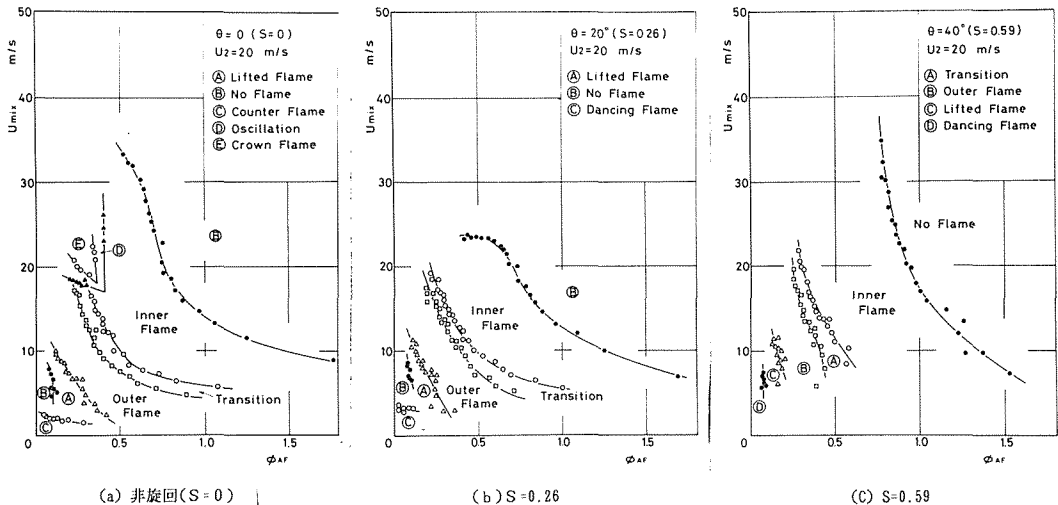 50
m/s
40
Umix
30
20
10
0
0.5
1.0
1.5
ΦAF
θ=0 (S=0)
U2=20 m/s
Ⓐ Lifted Flame
Ⓑ No Flame
Ⓒ Counter Flame
Ⓓ Oscillation
Ⓔ Crown Flame
Ⓔ
Ⓓ
Ⓑ
Inner
Flame
Ⓑ
Ⓐ
Outer
Flame
Transition
Ⓒ
(a) 非旋回(S=0)
50
m/s
40
Umix
30
20
10
0
0.5
1.0
1.5
ΦAF
θ=20° (S=0.26)
U2=20 m/s
Ⓐ Lifted Flame
Ⓑ No Flame
Ⓒ Dancing Flame
Ⓑ
Inner
Flame
Ⓑ
Ⓐ
Outer
Flame
Transition
Ⓒ
(b) S=0.26
50
m/s
40
Umix
30
20
10
0
0.5
1.0
1.5
ΦAF
θ=40° (S=0.59)
U2=20 m/s
Ⓐ Transition
Ⓑ Outer Flame
Ⓒ Lifted Flame
Ⓓ Dancing Flame
No Flame
Inner
Flame
Ⓒ
Ⓑ
Ⓐ
Ⓓ
(C) S=0.59